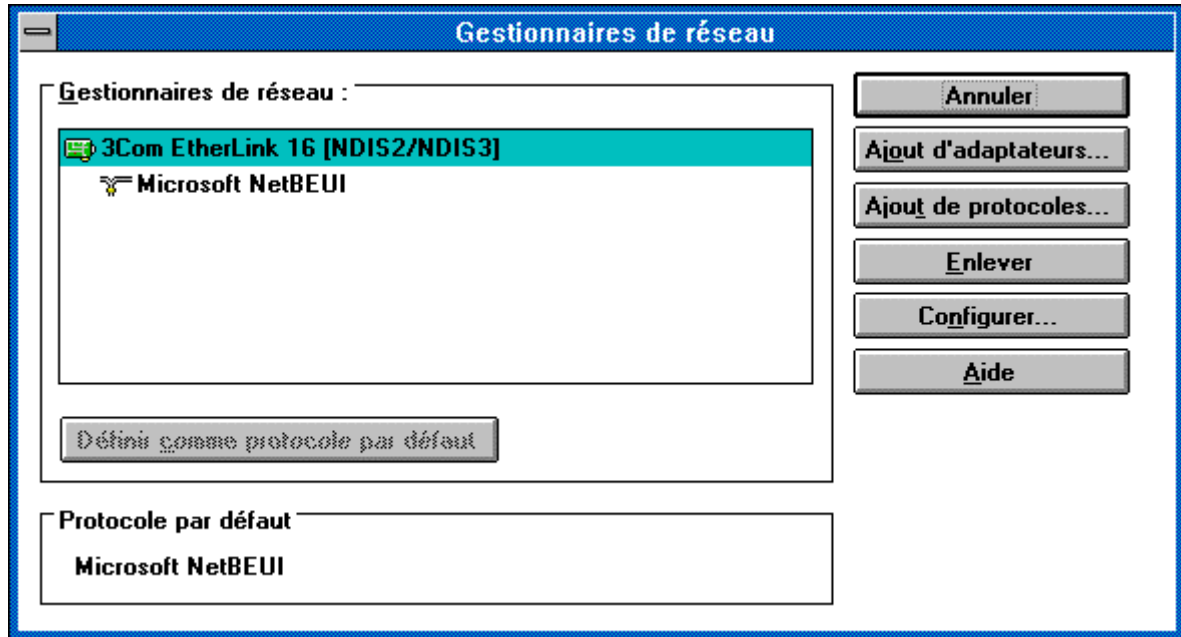 Gestionnaires de réseau
Gestionnaires de réseau :
3Com EtherLink 16 [NDIS2/NDIS3]
Microsoft NetBEUI
Définir comme protocole par défaut
Protocole par défaut
Microsoft NetBEUI
Annuler
Ajout d'adaptateurs...
Ajout de protocoles...
Enlever
Configurer...
Aide